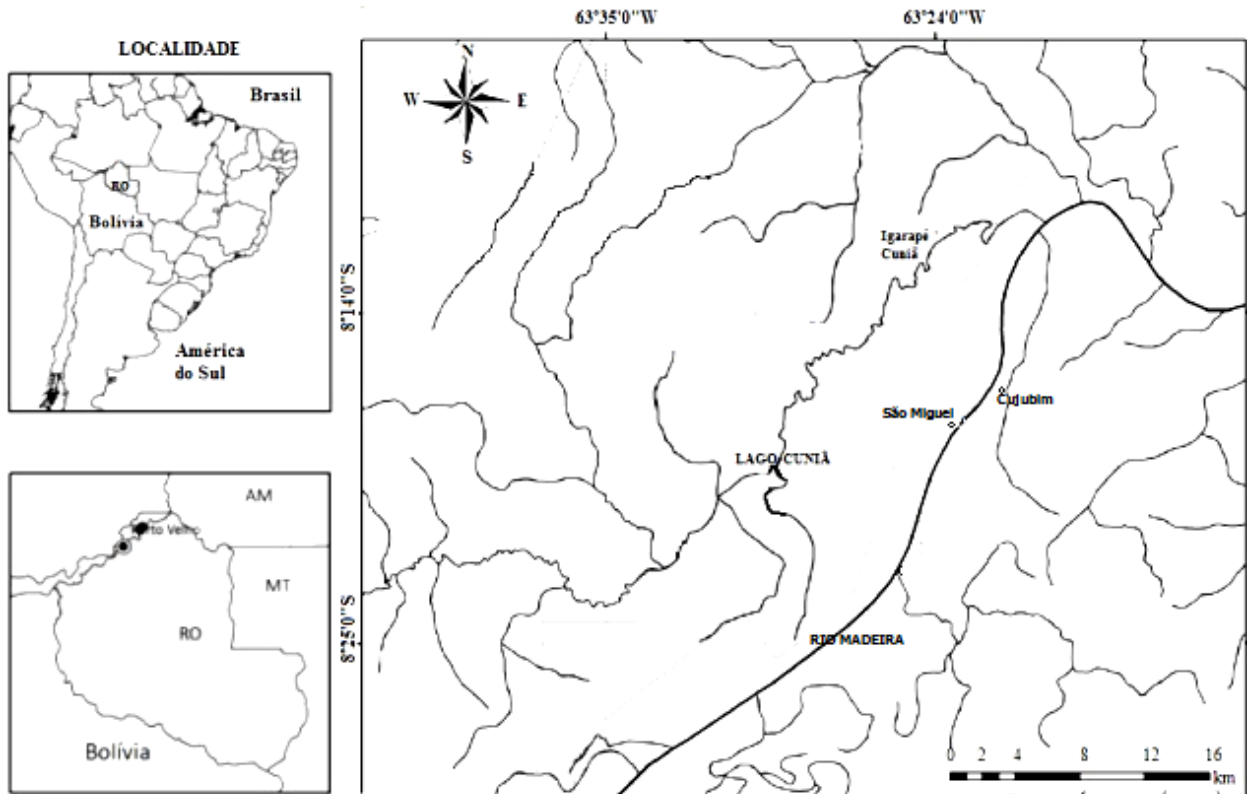 LOCALIDADE
Brasil
RO
Bolívia
América
do Sul
AM
MT
RO
Bolívia
63°35'0"W
63°24'0"W
N
W
E
S
8°14'0"S
8°25'0"S
Igarapé
Cuniã
São Miguel
Cujubim
LAGO CUNIÃ
RIO MADEIRA
0 2 4 8 12 16
km